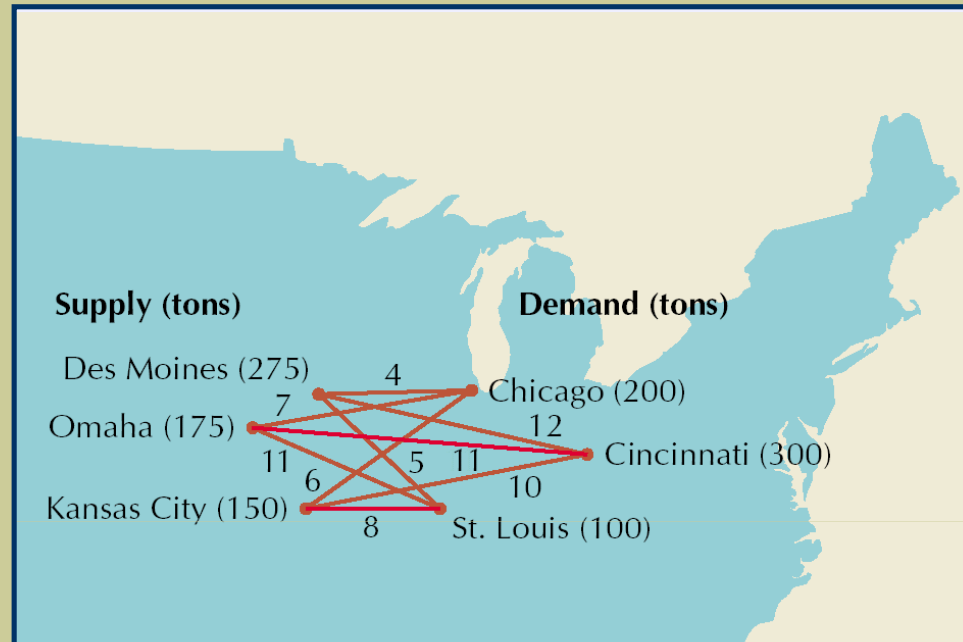 Supply (tons)
Demand (tons)
Des Moines (275)
4
Chicago (200)
7
Omaha (175)
12
Cincinnati (300)
11
6
5
11
10
Kansas City (150)
8
St. Louis (100)